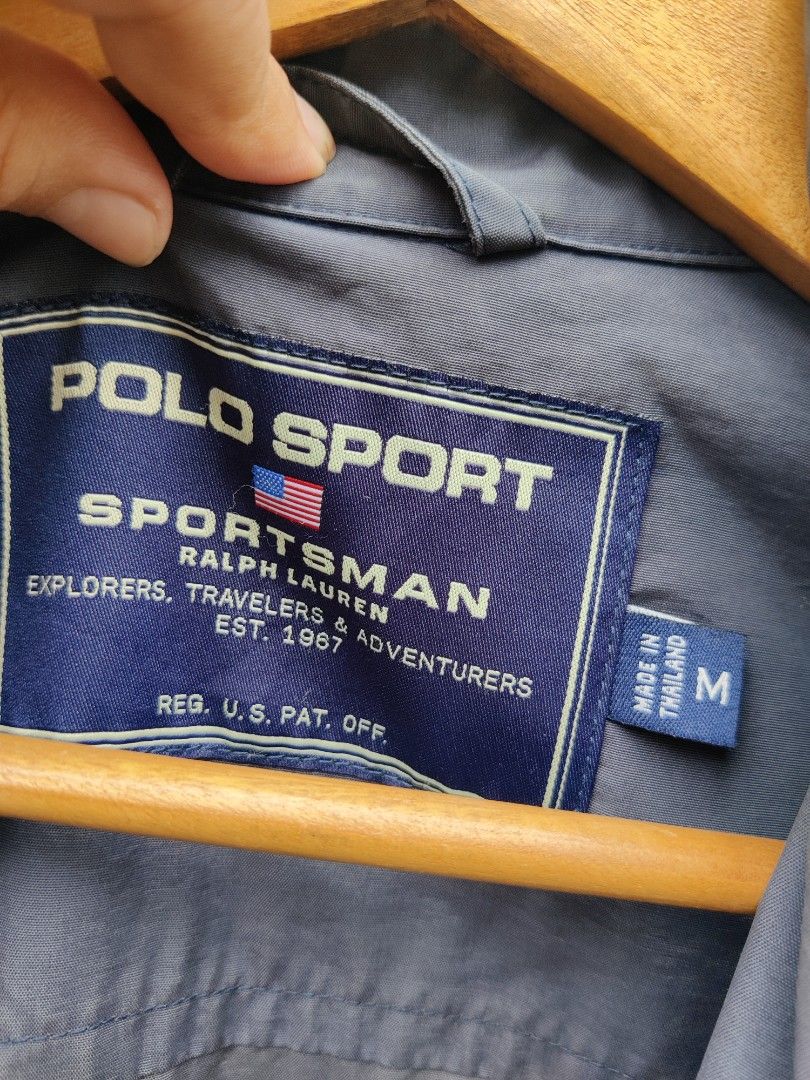 POLO SPORT
SPORTSMAN
RALPH LAUREN
EXPLORERS, TRAVELERS & ADVENTURERS
EST. 1967
REG. U.S. PAT. OFF.
MADE IN
THAILAND
M